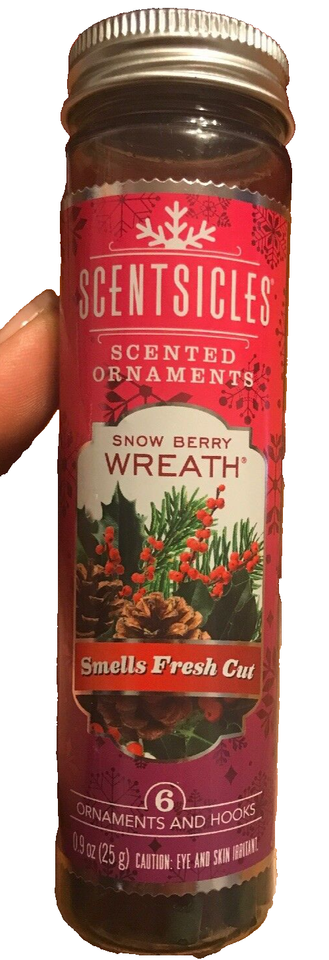 SCENTSICLES®
SCENTED
ORNAMENTS
SNOW BERRY
WREATH®
Smells Fresh Cut
6
ORNAMENTS AND HOOKS
0.9 oz (25 g) CAUTION: EYE AND SKIN IRRITANT.